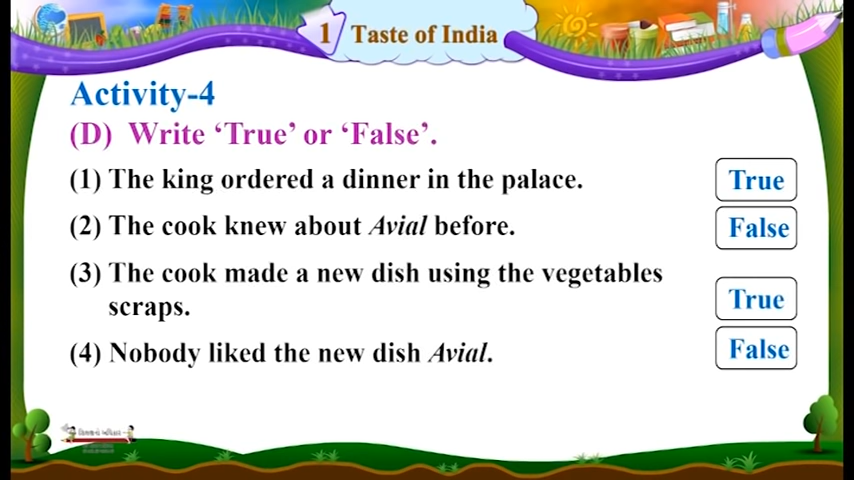 1 Taste of India
Activity-4
(D) Write ‘True’ or ‘False’.
(1) The king ordered a dinner in the palace. True
(2) The cook knew about Avial before. False
(3) The cook made a new dish using the vegetables
scraps. True
(4) Nobody liked the new dish Avial. False